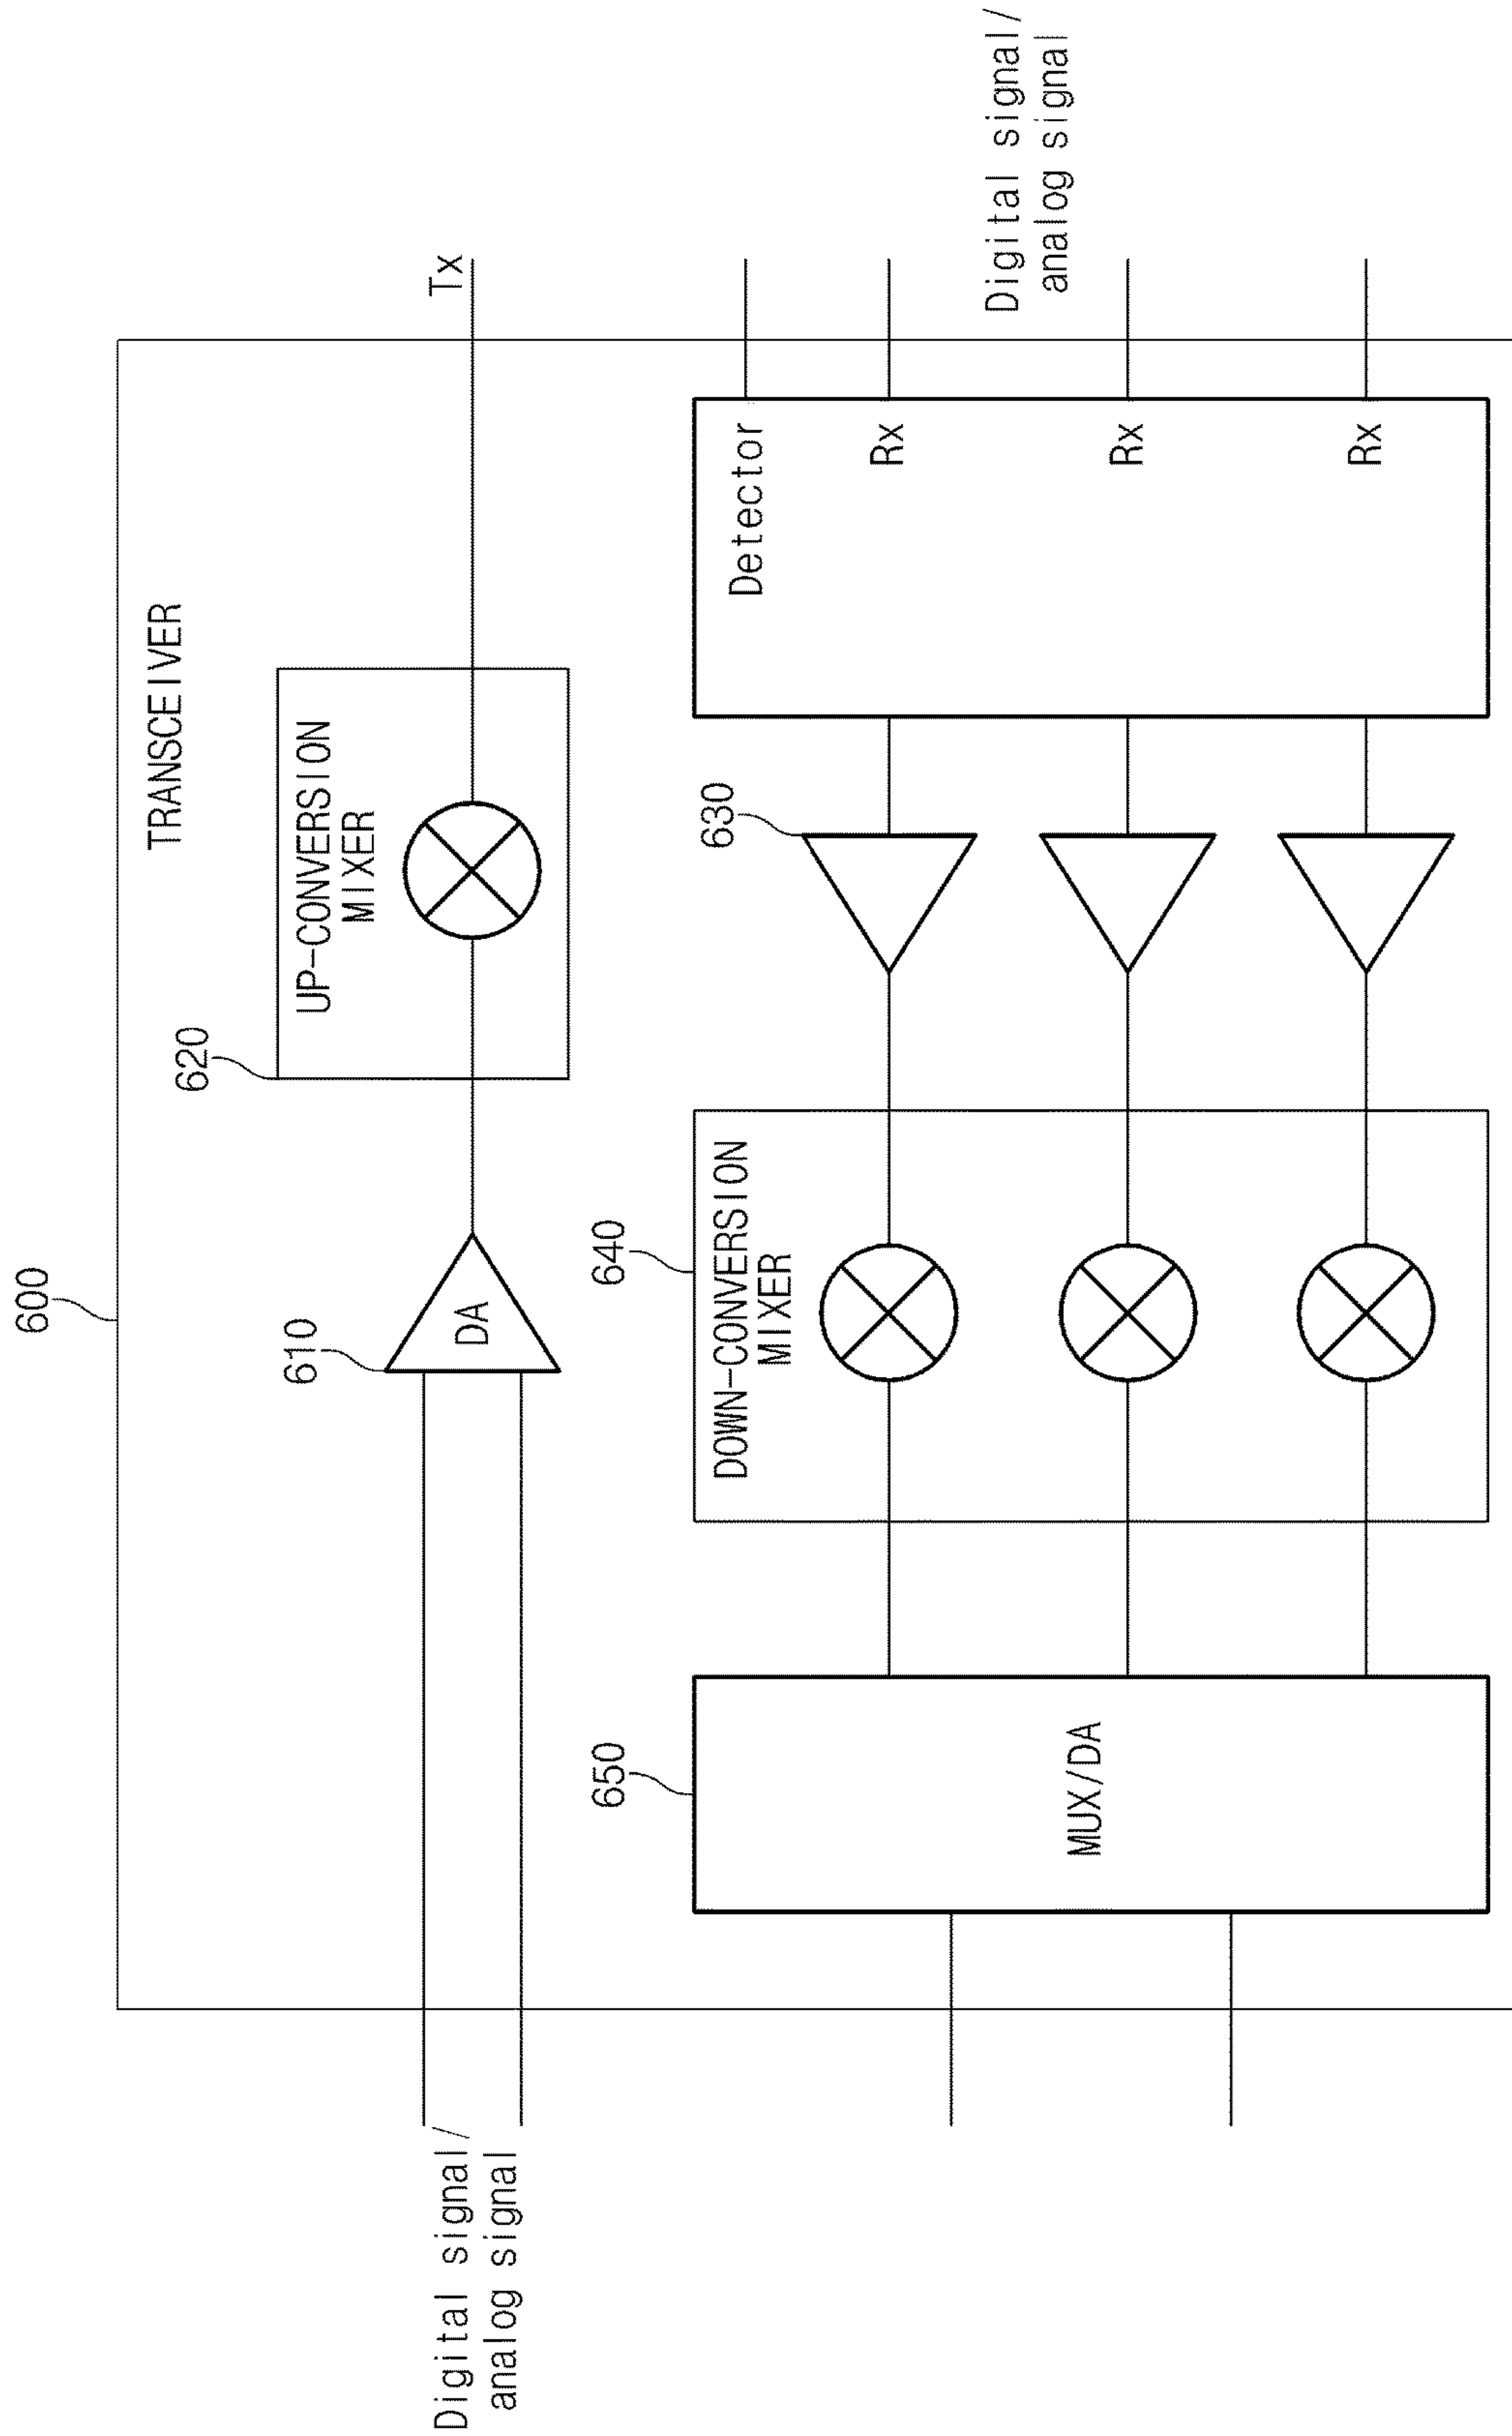 600
TRANSCEIVER
620
UP-CONVERSION
MIXER
Tx
610
DA
Digital signal/
analog signal
640
DOWN-CONVERSION
MIXER
630
Detector
Rx
Rx
Rx
Digital signal/
analog signal
650
MUX/DA